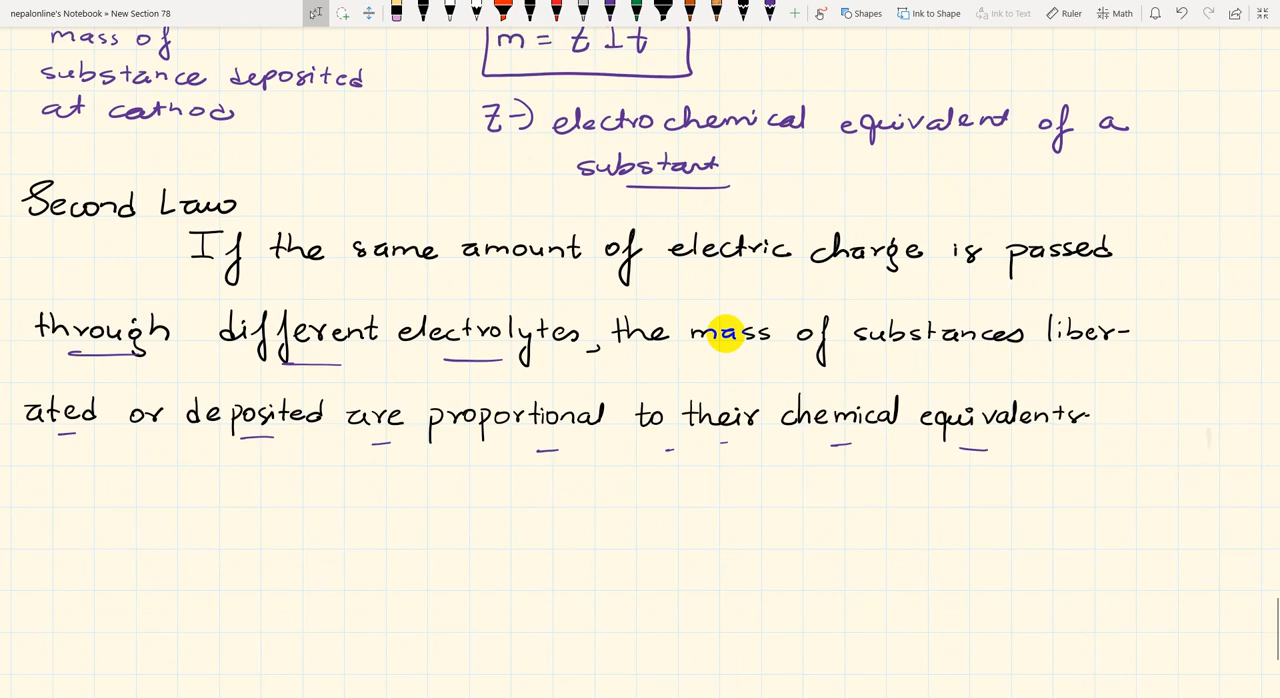 nepalonline's Notebook » New Section 78
Shapes Ink to Shape Ink to Text Ruler Math
mass of
substance deposited
at cathod
m = Z I t
Z → electrochemical equivalent of a
substant
Second Law
If the same amount of electric charge is passed
through different electrolytes, the mass of substances liber-
ated or deposited are proportional to their chemical equivalents.